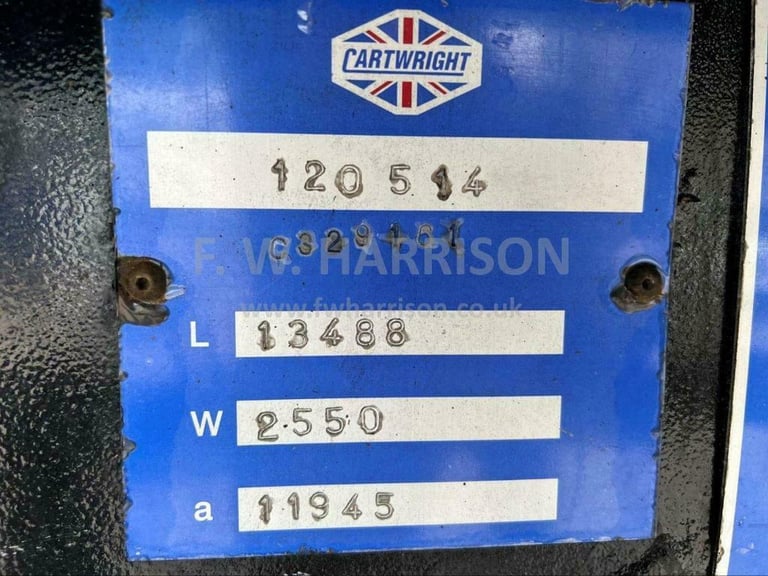 CARTWRIGHT
120514
C329161
F. W. HARRISON
www.fwharrison.co.uk
L 13488
W 2550
a 11945